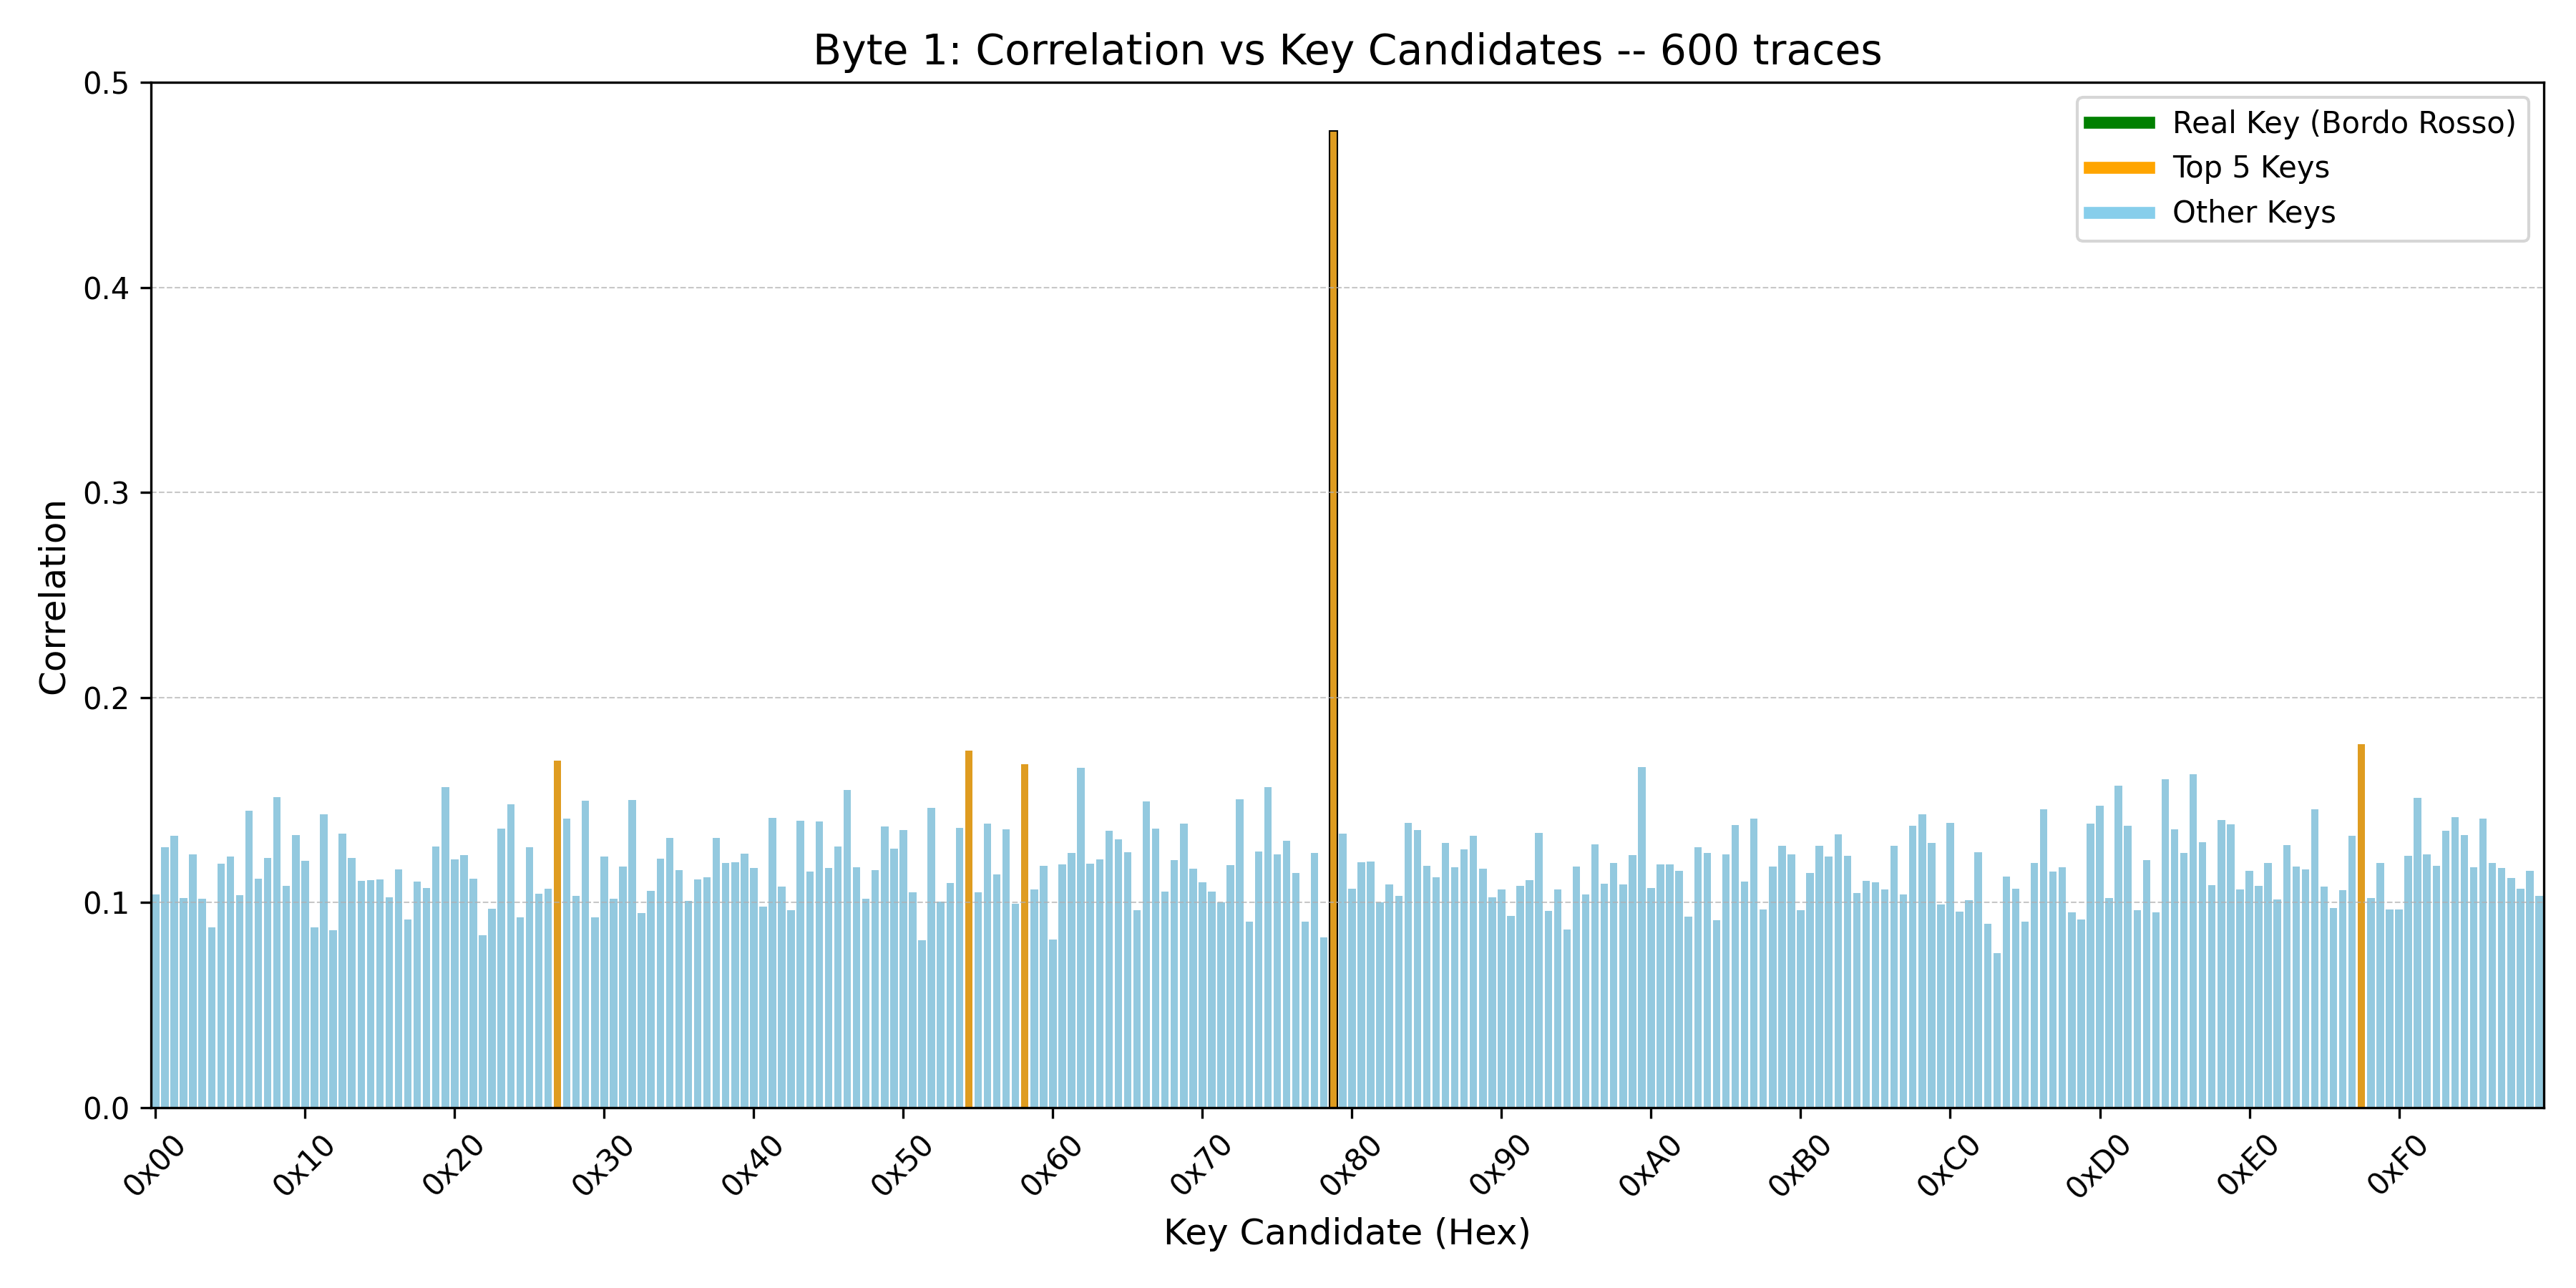 Byte 1: Correlation vs Key Candidates -- 600 traces
Real Key (Bordo Rosso)
Top 5 Keys
Other Keys
Correlation
0.5
0.4
0.3
0.2
0.1
0.0
0x00 0x10 0x20 0x30 0x40 0x50 0x60 0x70 0x80 0x90 0xA0 0xB0 0xC0 0xD0 0xE0 0xF0
Key Candidate (Hex)